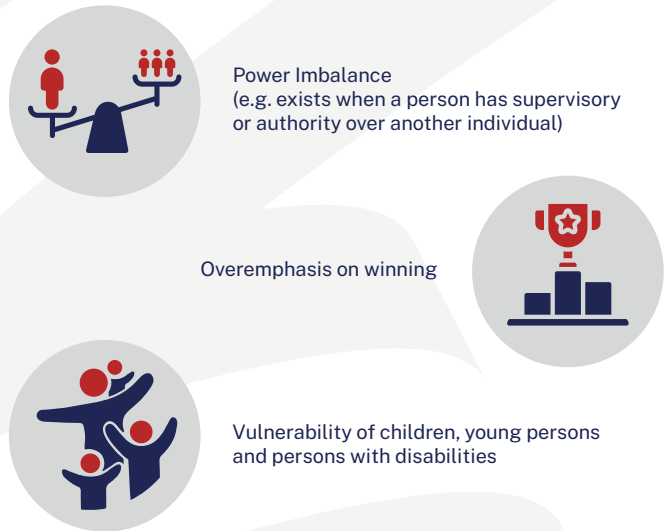 Power Imbalance
(e.g. exists when a person has supervisory
or authority over another individual)
Overemphasis on winning
Vulnerability of children, young persons
and persons with disabilities